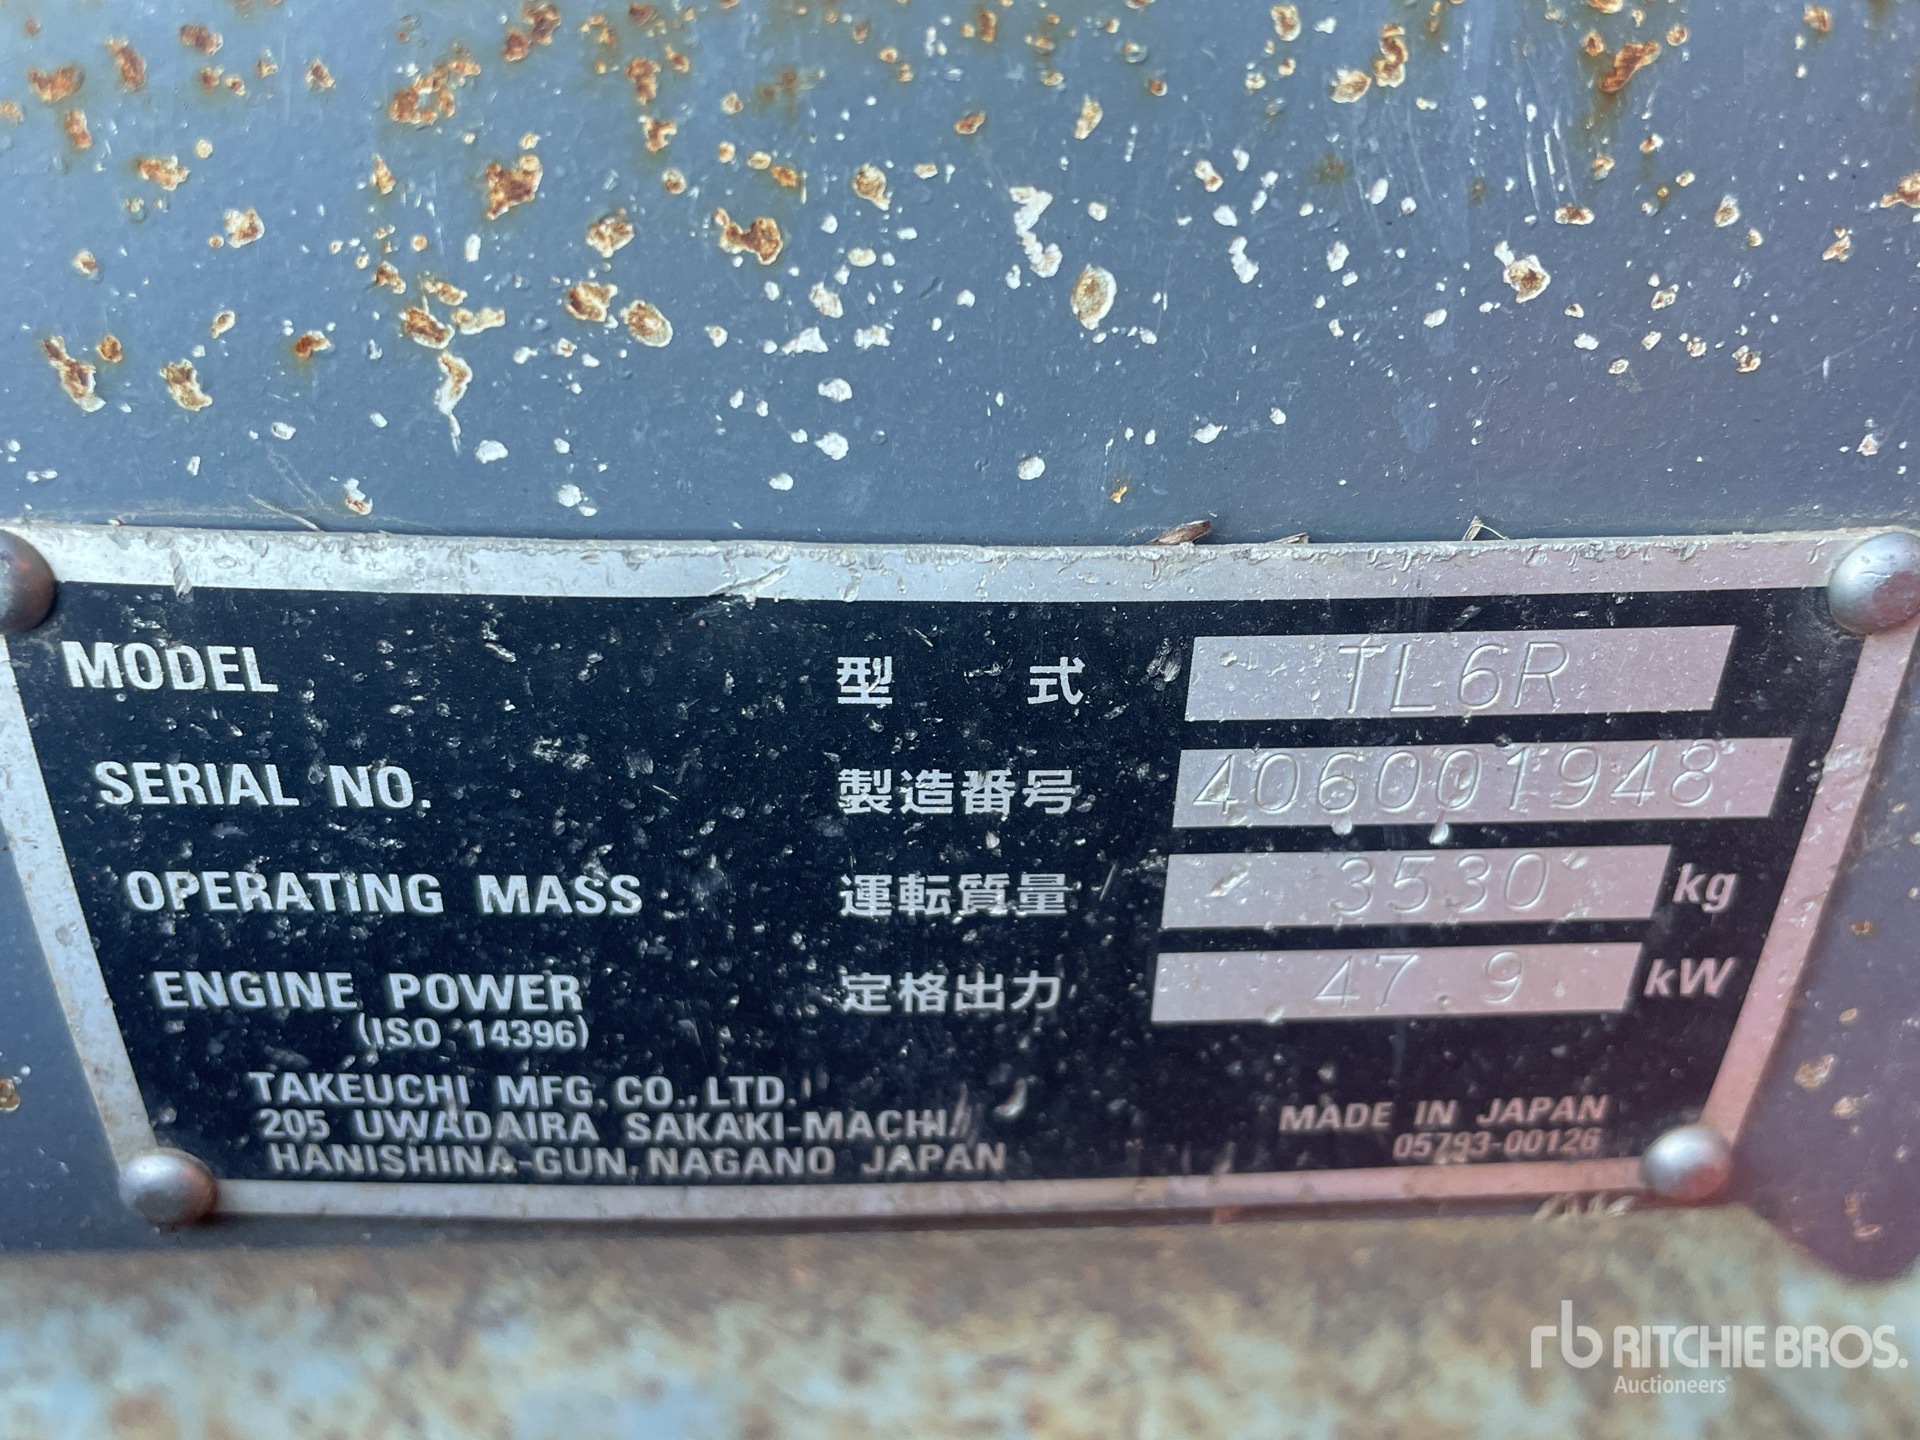 MODEL 型 式 TL6R
SERIAL NO. 製造番号 406001948
OPERATING MASS 運転質量 3530 kg
ENGINE POWER 定格出力 47 9 kW
(ISO 14396)
TAKEUCHI MFG. CO., LTD.
205 UWADAIRA SAKAKI-MACHI
HANISHINA-GUN, NAGANO JAPAN
MADE IN JAPAN
05793-00126
rb RITCHIE BROS.
Auctioneers